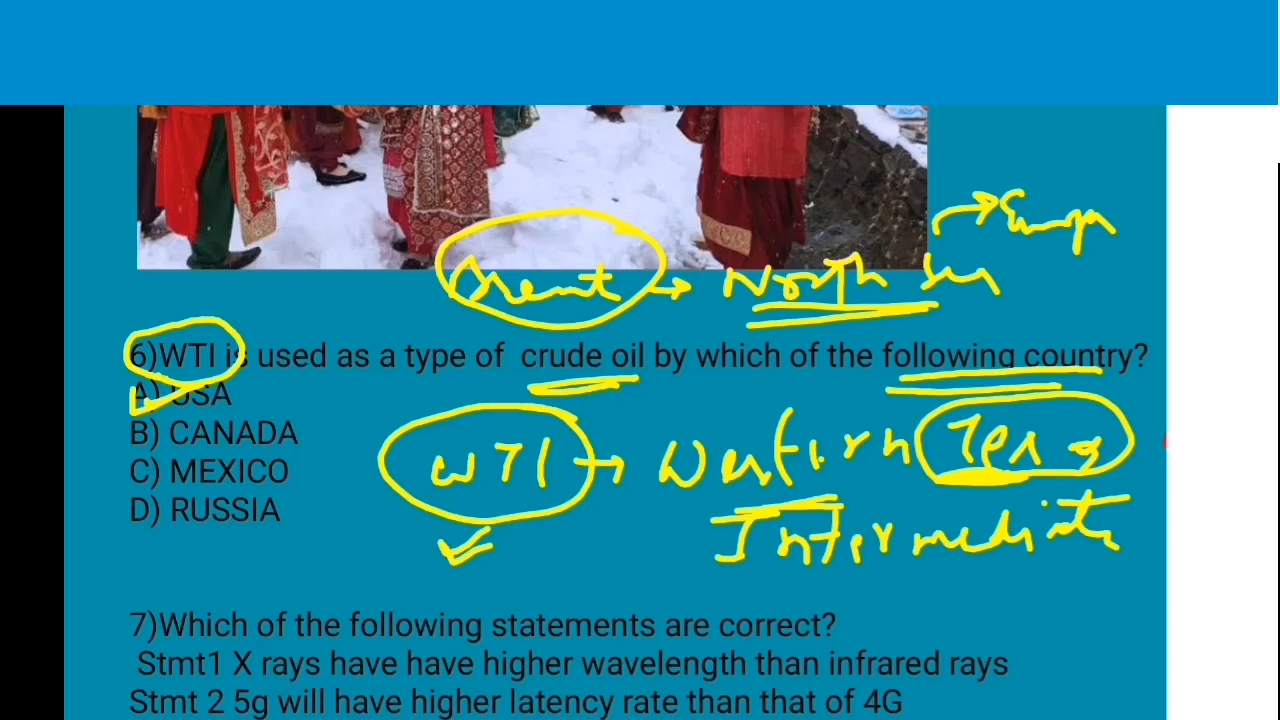 Europe
Brent → North Sea
6)WTI is used as a type of crude oil by which of the following country?
A) USA
B) CANADA
WTI → Western Texas
C) MEXICO
D) RUSSIA
Intermediate
7)Which of the following statements are correct?
Stmt1 X rays have have higher wavelength than infrared rays
Stmt 2 5g will have higher latency rate than that of 4G